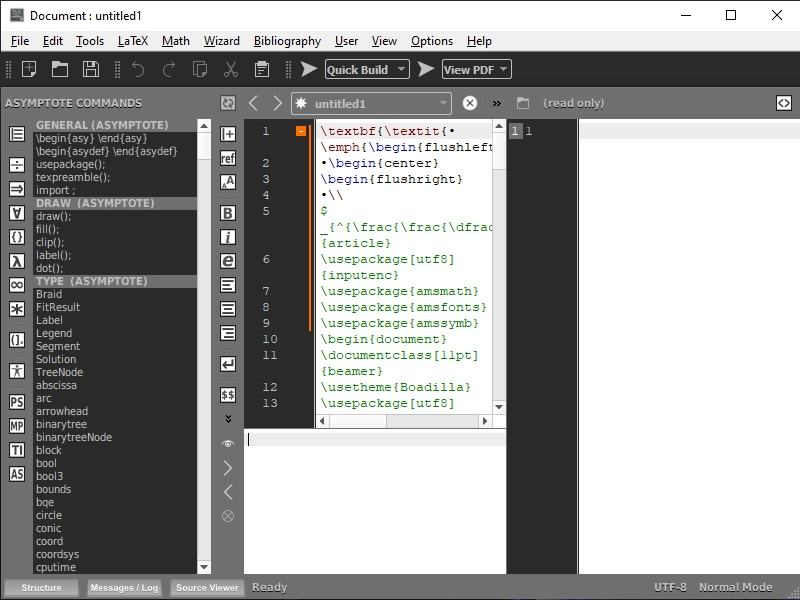 Document : untitled1
File Edit Tools LaTeX Math Wizard Bibliography User View Options Help
Quick Build View PDF
ASYMPTOTE COMMANDS
untitled1
(read only)
GENERAL (ASYMPTOTE)
\begin{asy} \end{asy}
\begin{asydef} \end{asydef}
usepackage();
texpreamble();
import ;
DRAW (ASYMPTOTE)
draw();
fill();
clip();
label();
dot();
TYPE (ASYMPTOTE)
Braid
FitResult
Label
Legend
Segment
Solution
TreeNode
abscissa
arc
arrowhead
binarytree
binarytreeNode
block
bool
bool3
bounds
bqe
circle
conic
coord
coordsys
cputime
PS
MP
TI
AS
ref
B
i
e
$$
1 \textbf{\textit{•
\emph{\begin{flushleft
2 •\begin{center}
3 \begin{flushright}
4 •\\
5 $
_{^{\frac{\frac{\dfrac
{article}
6 \usepackage[utf8]
{inputenc}
7 \usepackage{amsmath}
8 \usepackage{amsfonts}
9 \usepackage{amssymb}
10 \begin{document}
11 \documentclass[11pt]
{beamer}
12 \usetheme{Boadilla}
13 \usepackage[utf8]
1 1
Structure Messages / Log Source Viewer Ready UTF-8 Normal Mode